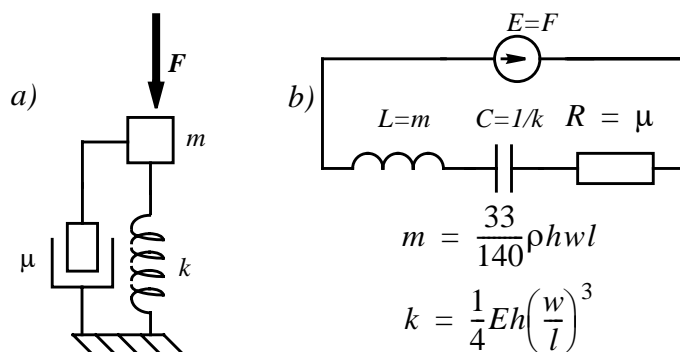 a)
F
m
μ
k
b)
E=F
L=m C=1/k R = μ
m = 33/140 ρhwl
k = 1/4 Eh(w/l)^3